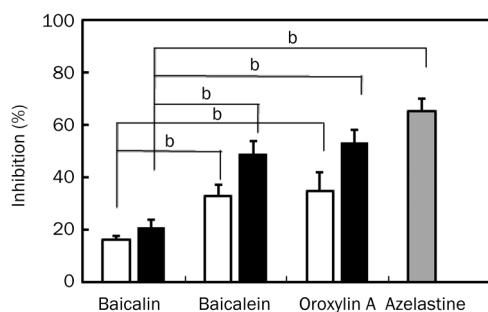 100
b
80
b
b
60
b
b
40
20
0
Inhibition (%)
Baicalin Baicalein Oroxylin A Azelastine